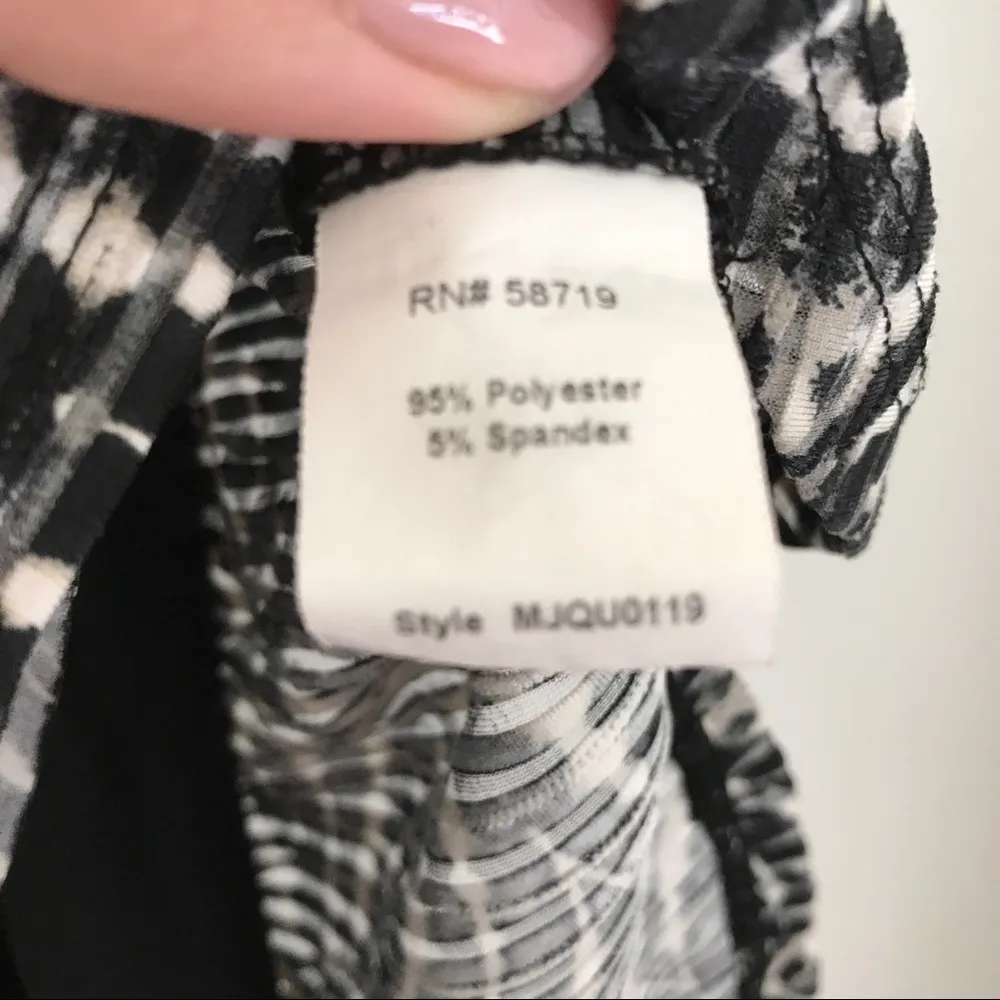 RN# 58719
95% Polyester
5% Spandex
Style MJQU0119